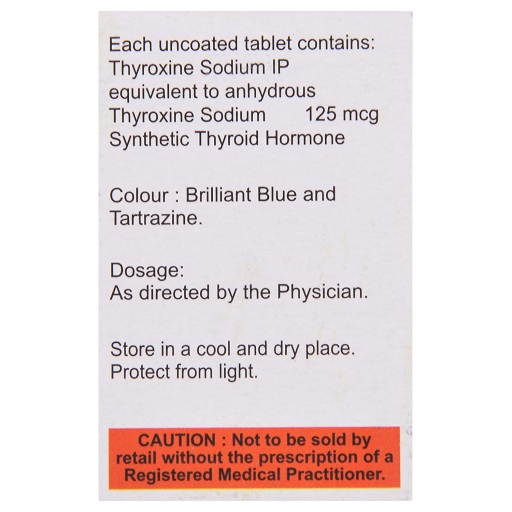 Each uncoated tablet contains:
Thyroxine Sodium IP
equivalent to anhydrous
Thyroxine Sodium 125 mcg
Synthetic Thyroid Hormone
Colour : Brilliant Blue and
Tartrazine.
Dosage:
As directed by the Physician.
Store in a cool and dry place.
Protect from light.
CAUTION : Not to be sold by
retail without the prescription of a
Registered Medical Practitioner.